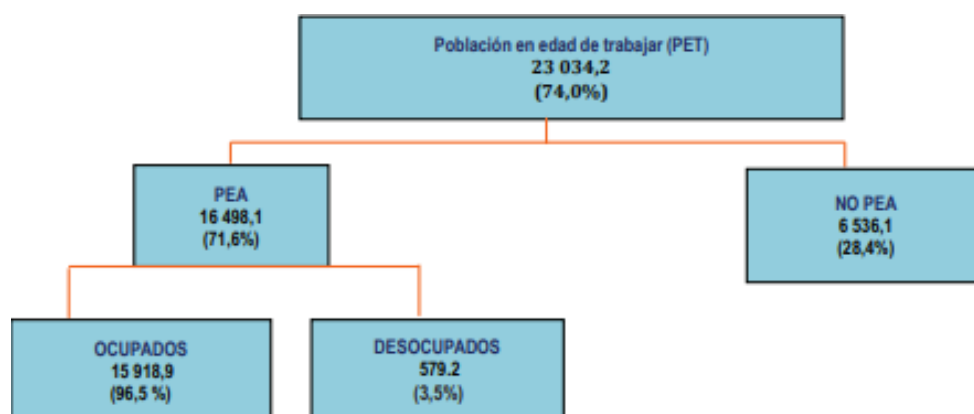 Población en edad de trabajar (PET)
23 034,2
(74,0%)
PEA
16 498,1
(71,6%)
NO PEA
6 536,1
(28,4%)
OCUPADOS
15 918,9
(96,5 %)
DESOCUPADOS
579.2
(3,5%)